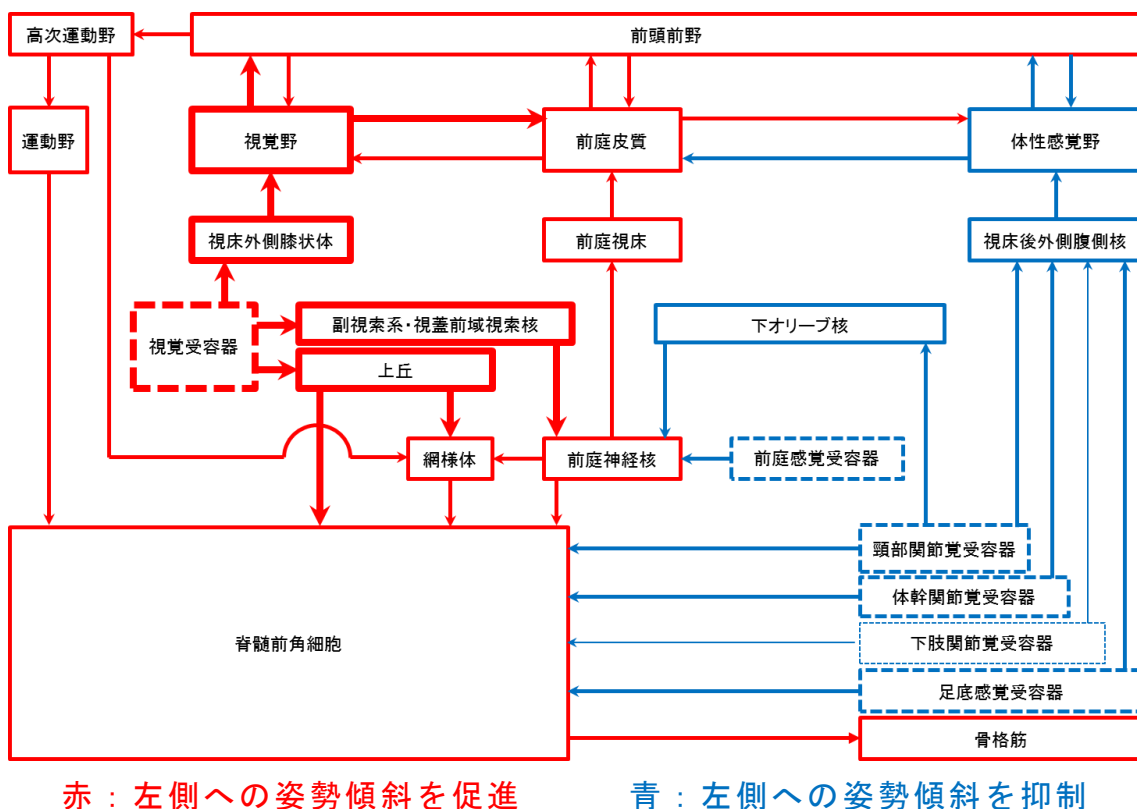 高次運動野
前頭前野
運動野
視覚野
前庭皮質
体性感覚野
視床外側膝状体
前庭視床
視床後外側腹側核
視覚受容器
副視索系・視蓋前域視索核
下オリーブ核
上丘
網様体
前庭神経核
前庭感覚受容器
頸部関節覚受容器
体幹関節覚受容器
脊髄前角細胞
下肢関節覚受容器
足底感覚受容器
骨格筋
赤：左側への姿勢傾斜を促進
青：左側への姿勢傾斜を抑制